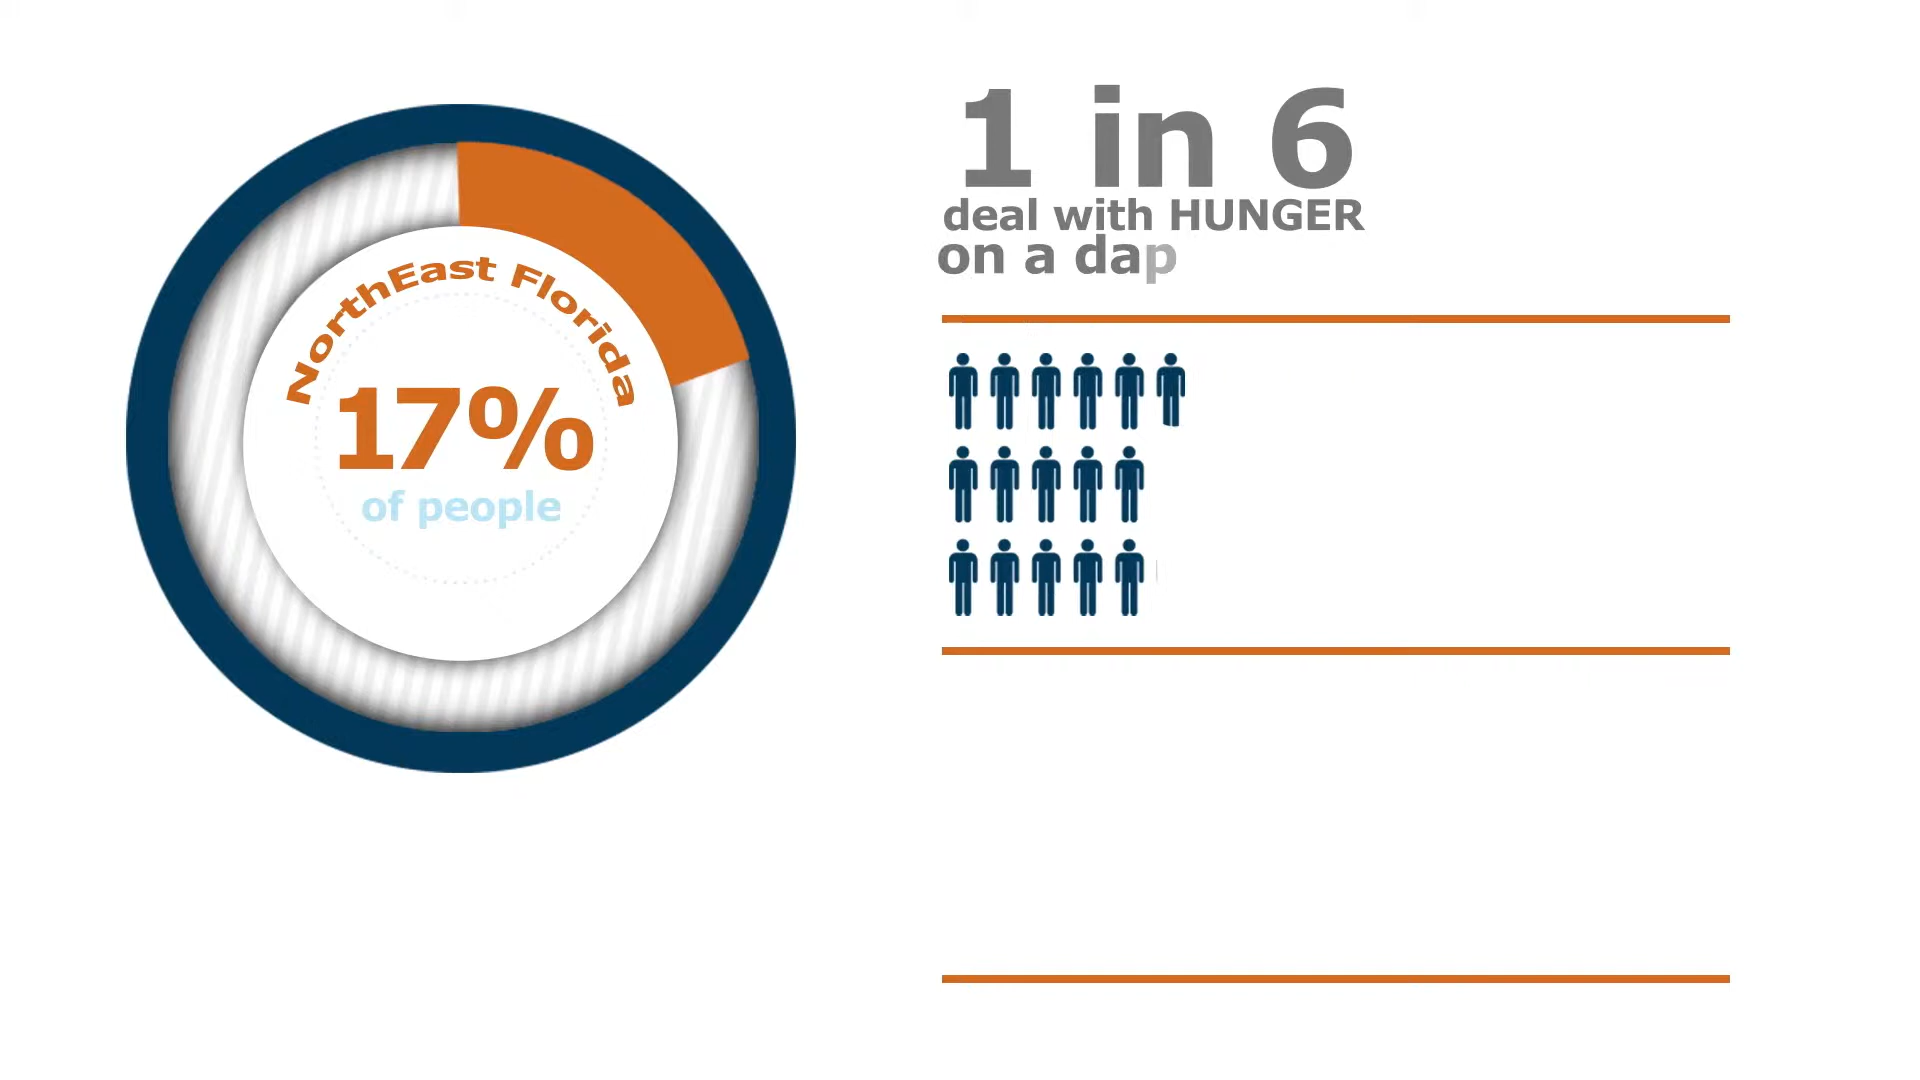 NorthEast Florida
17%
of people
1 in 6
deal with HUNGER
on a dap